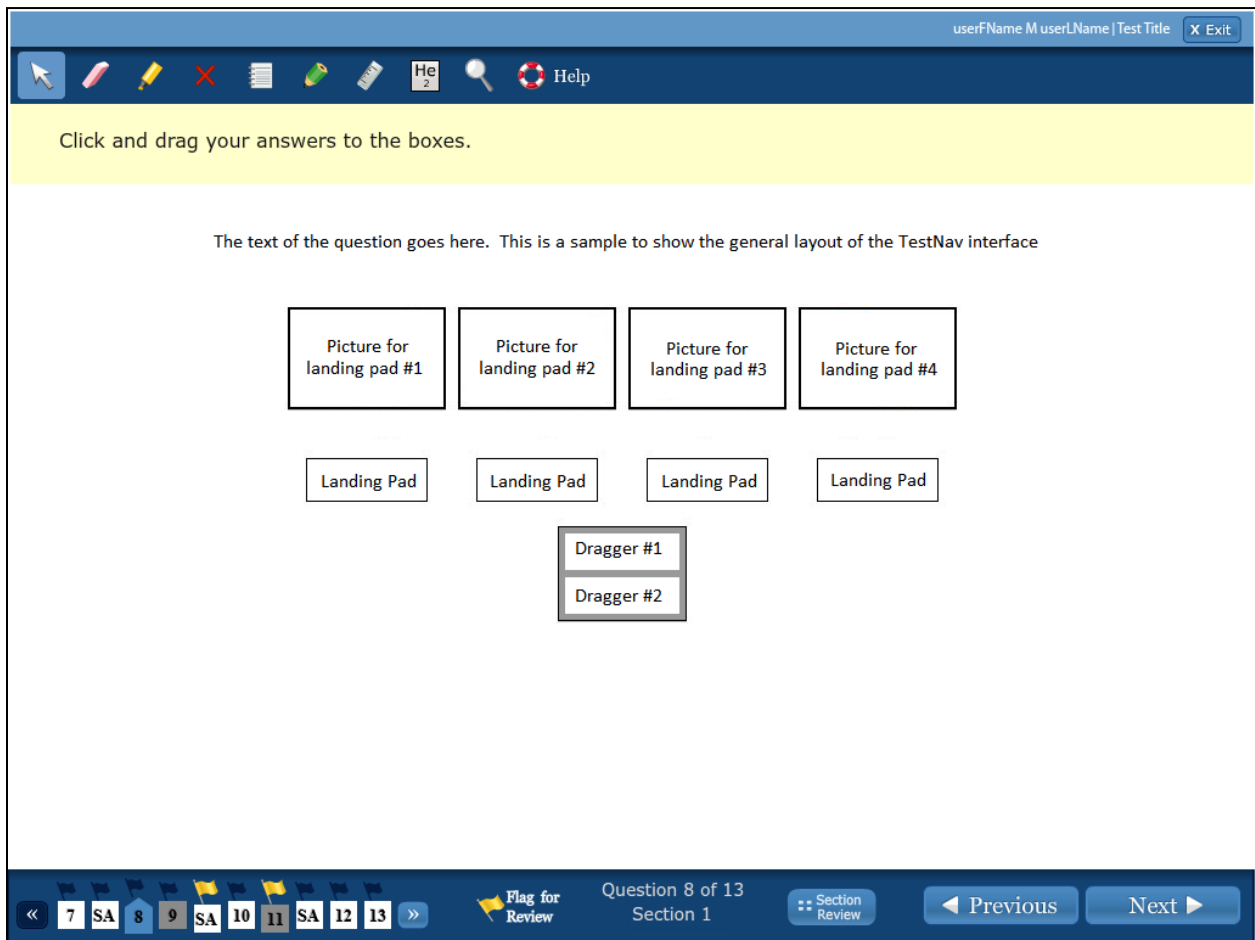 userFName M userLName | Test Title X Exit
He
2
Help
Click and drag your answers to the boxes.
The text of the question goes here. This is a sample to show the general layout of the TestNav interface
Picture for
landing pad #1
Picture for
landing pad #2
Picture for
landing pad #3
Picture for
landing pad #4
Landing Pad Landing Pad Landing Pad Landing Pad
Dragger #1
Dragger #2
« 7 SA 8 9 SA 10 11 SA 12 13 »
Flag for
Review
Question 8 of 13
Section 1
Section
Review
Previous
Next